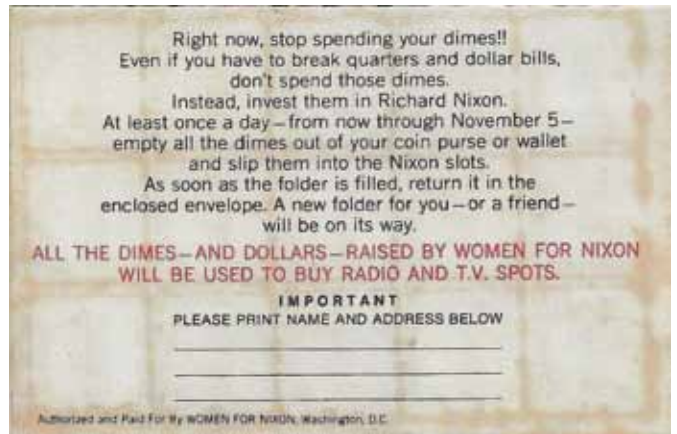 Right now, stop spending your dimes!!
Even if you have to break quarters and dollar bills,
don't spend those dimes.
Instead, invest them in Richard Nixon.
At least once a day—from now through November 5—
empty all the dimes out of your coin purse or wallet
and slip them into the Nixon slots.
As soon as the folder is filled, return it in the
enclosed envelope. A new folder for you—or a friend—
will be on its way.
ALL THE DIMES—AND DOLLARS—RAISED BY WOMEN FOR NIXON
WILL BE USED TO BUY RADIO AND T.V. SPOTS.
IMPORTANT
PLEASE PRINT NAME AND ADDRESS BELOW
Authorized and Paid For By WOMEN FOR NIXON, Washington, D.C.